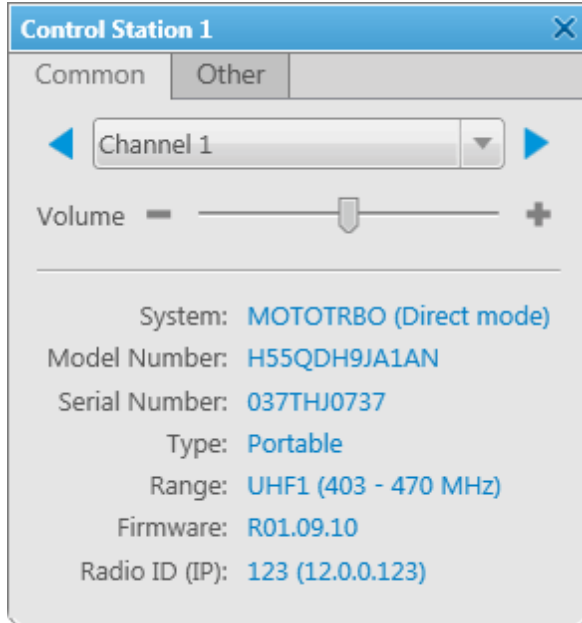 Control Station 1
Common Other
Channel 1
Volume
System: MOTOTRBO (Direct mode)
Model Number: H55QDH9JA1AN
Serial Number: 037THJ0737
Type: Portable
Range: UHF1 (403 - 470 MHz)
Firmware: R01.09.10
Radio ID (IP): 123 (12.0.0.123)